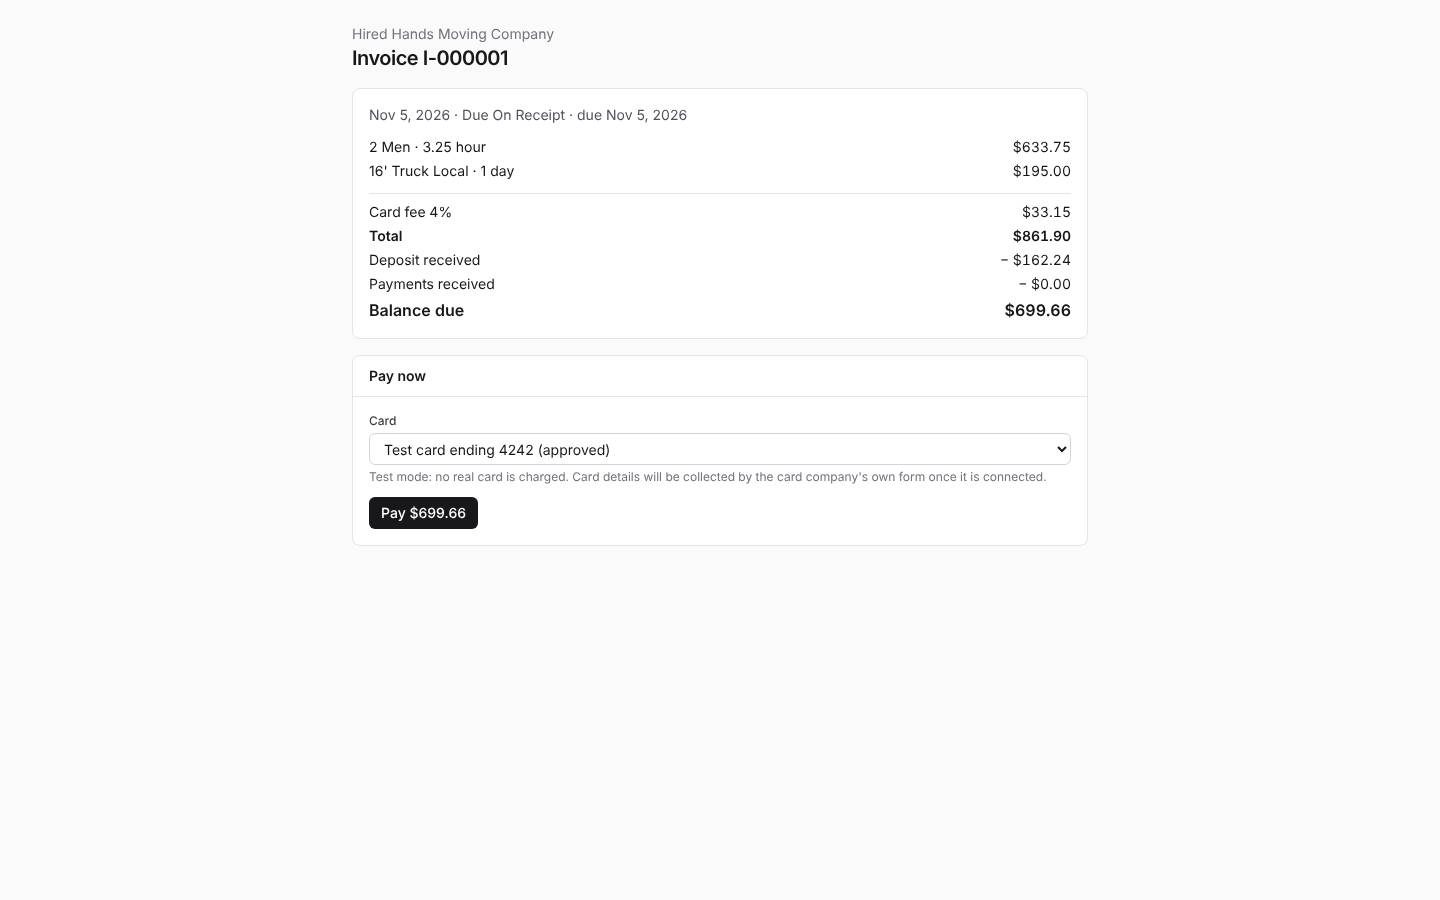 Hired Hands Moving Company
Invoice I-000001
Nov 5, 2026 · Due On Receipt · due Nov 5, 2026
2 Men · 3.25 hour $633.75
16' Truck Local · 1 day $195.00
Card fee 4% $33.15
Total $861.90
Deposit received − $162.24
Payments received − $0.00
Balance due $699.66
Pay now
Card
Test card ending 4242 (approved)
Test mode: no real card is charged. Card details will be collected by the card company's own form once it is connected.
Pay $699.66